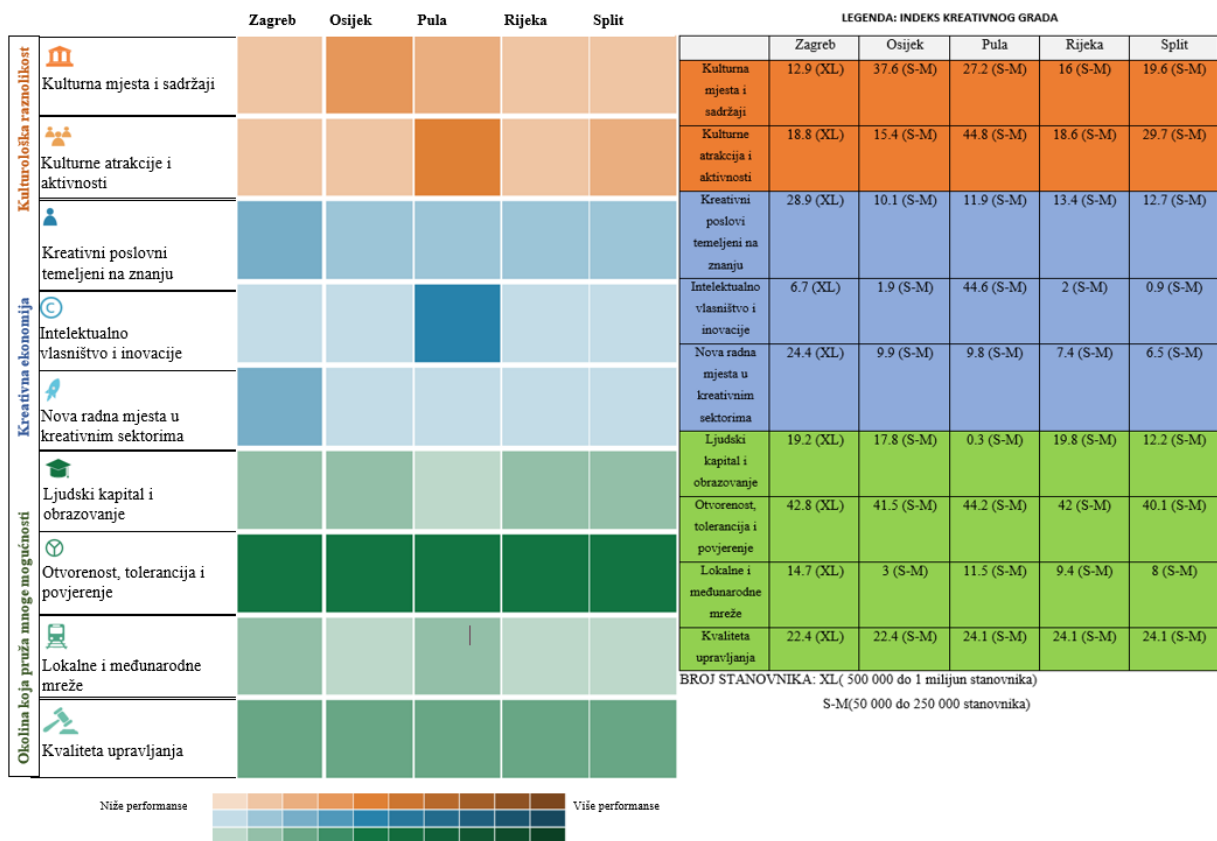 Zagreb Osijek Pula Rijeka Split
Kulturološka raznolikost
Kulturna mjesta i sadržaji
Kulturne atrakcije i
aktivnosti
Kreativna ekonomija
Kreativni poslovni
temeljeni na znanju
Intelektualno
vlasništvo i inovacije
Nova radna mjesta u
kreativnim sektorima
Okolina koja pruža mnoge mogućnosti
Ljudski kapital i
obrazovanje
Otvorenost, tolerancija i
povjerenje
Lokalne i međunarodne
mreže
Kvaliteta upravljanja
Niže performanse
Više performanse
LEGENDA: INDEKS KREATIVNOG GRADA
Zagreb Osijek Pula Rijeka Split
Kulturna
mjesta i
sadržaji
12.9 (XL) 37.6 (S-M) 27.2 (S-M) 16 (S-M) 19.6 (S-M)
Kulturne
atrakcija i
aktivnosti
18.8 (XL) 15.4 (S-M) 44.8 (S-M) 18.6 (S-M) 29.7 (S-M)
Kreativni
poslovi
temeljeni na
znanju
28.9 (XL) 10.1 (S-M) 11.9 (S-M) 13.4 (S-M) 12.7 (S-M)
Intelektualno
vlasništvo i
inovacije
6.7 (XL) 1.9 (S-M) 44.6 (S-M) 2 (S-M) 0.9 (S-M)
Nova radna
mjesta u
kreativnim
sektorima
24.4 (XL) 9.9 (S-M) 9.8 (S-M) 7.4 (S-M) 6.5 (S-M)
Ljudski
kapital i
obrazovanje
19.2 (XL) 17.8 (S-M) 0.3 (S-M) 19.8 (S-M) 12.2 (S-M)
Otvorenost,
tolerancija i
povjerenje
42.8 (XL) 41.5 (S-M) 44.2 (S-M) 42 (S-M) 40.1 (S-M)
Lokalne i
međunarodne
mreže
14.7 (XL) 3 (S-M) 11.5 (S-M) 9.4 (S-M) 8 (S-M)
Kvaliteta
upravljanja
22.4 (XL) 22.4 (S-M) 24.1 (S-M) 24.1 (S-M) 24.1 (S-M)
BROJ STANOVNIKA: XL( 500 000 do 1 milijun stanovnika)
S-M(50 000 do 250 000 stanovnika)